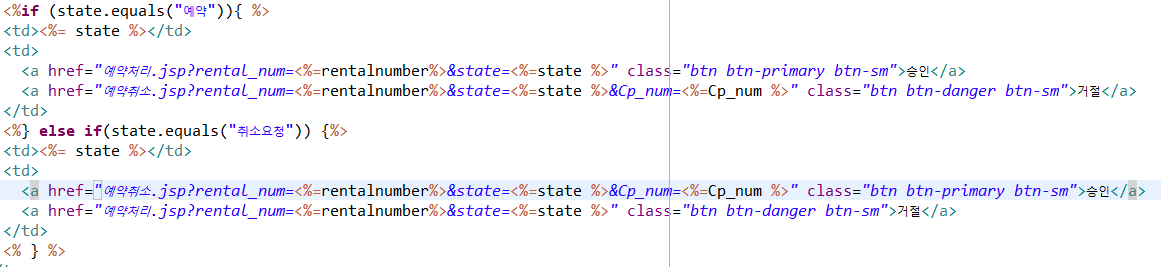 <%if (state.equals("예약")){ %>
<td><%= state %></td>
<td>
<a href="예약처리.jsp?rental_num=<%=rentalnumber%>&state=<%=state %>" class="btn btn-primary btn-sm">승인</a>
<a href="예약취소.jsp?rental_num=<%=rentalnumber%>&state=<%=state %>&Cp_num=<%=Cp_num %>" class="btn btn-danger btn-sm">거절</a>
</td>
<%} else if(state.equals("취소요청")) {%>
<td><%= state %></td>
<td>
<a href="예약취소.jsp?rental_num=<%=rentalnumber%>&state=<%=state %>&Cp_num=<%=Cp_num %>" class="btn btn-primary btn-sm">승인</a>
<a href="예약처리.jsp?rental_num=<%=rentalnumber%>&state=<%=state %>" class="btn btn-danger btn-sm">거절</a>
</td>
<% } %>